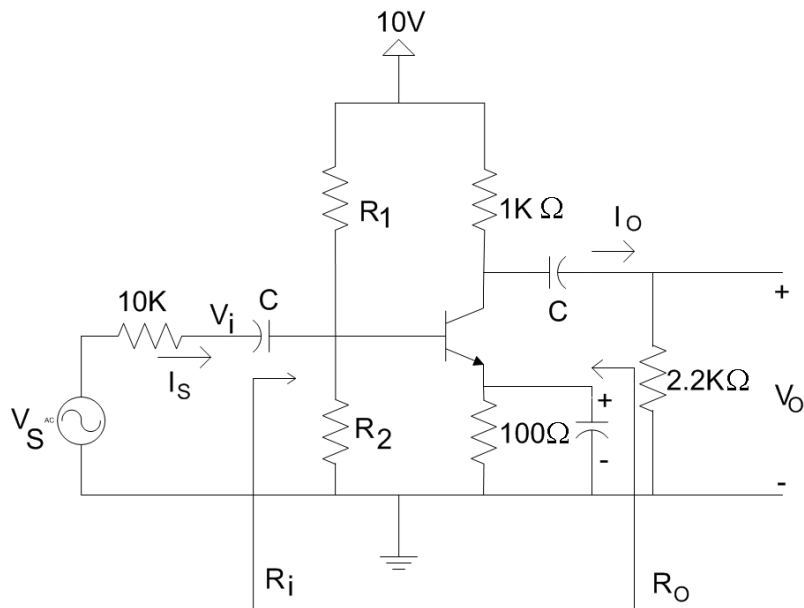 10V
R1
1K Ω
IO
10K
Vi
C
C
+
IS
2.2KΩ
VS
AC
R2
100Ω
+
-
VO
-
Ri
RO